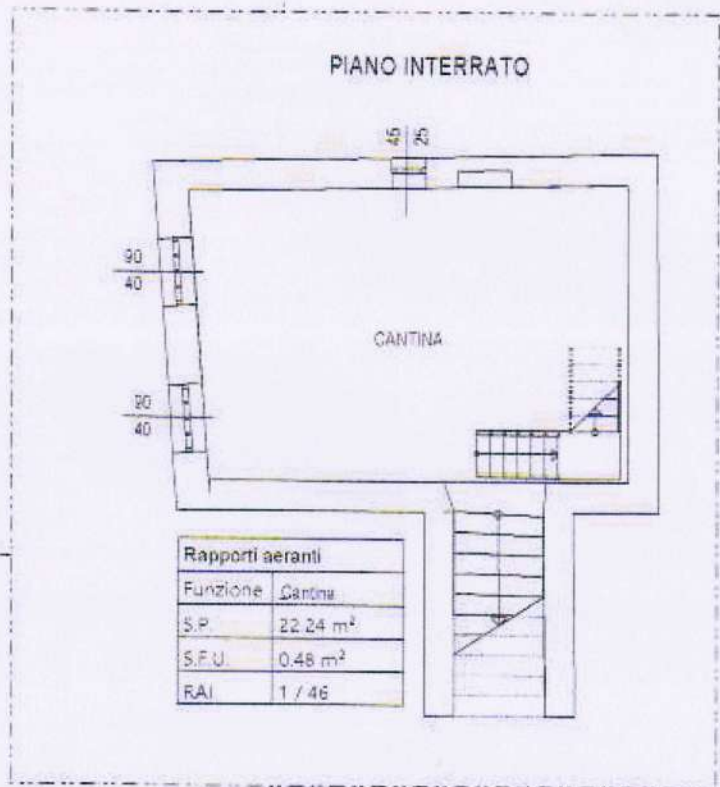 PIANO INTERRATO
45
25
90
40
CANTINA
90
40
Rapporti aeranti
Funzione Cantina
S.P. 22.24 m²
S.F.U. 0.48 m²
RAI 1 / 46